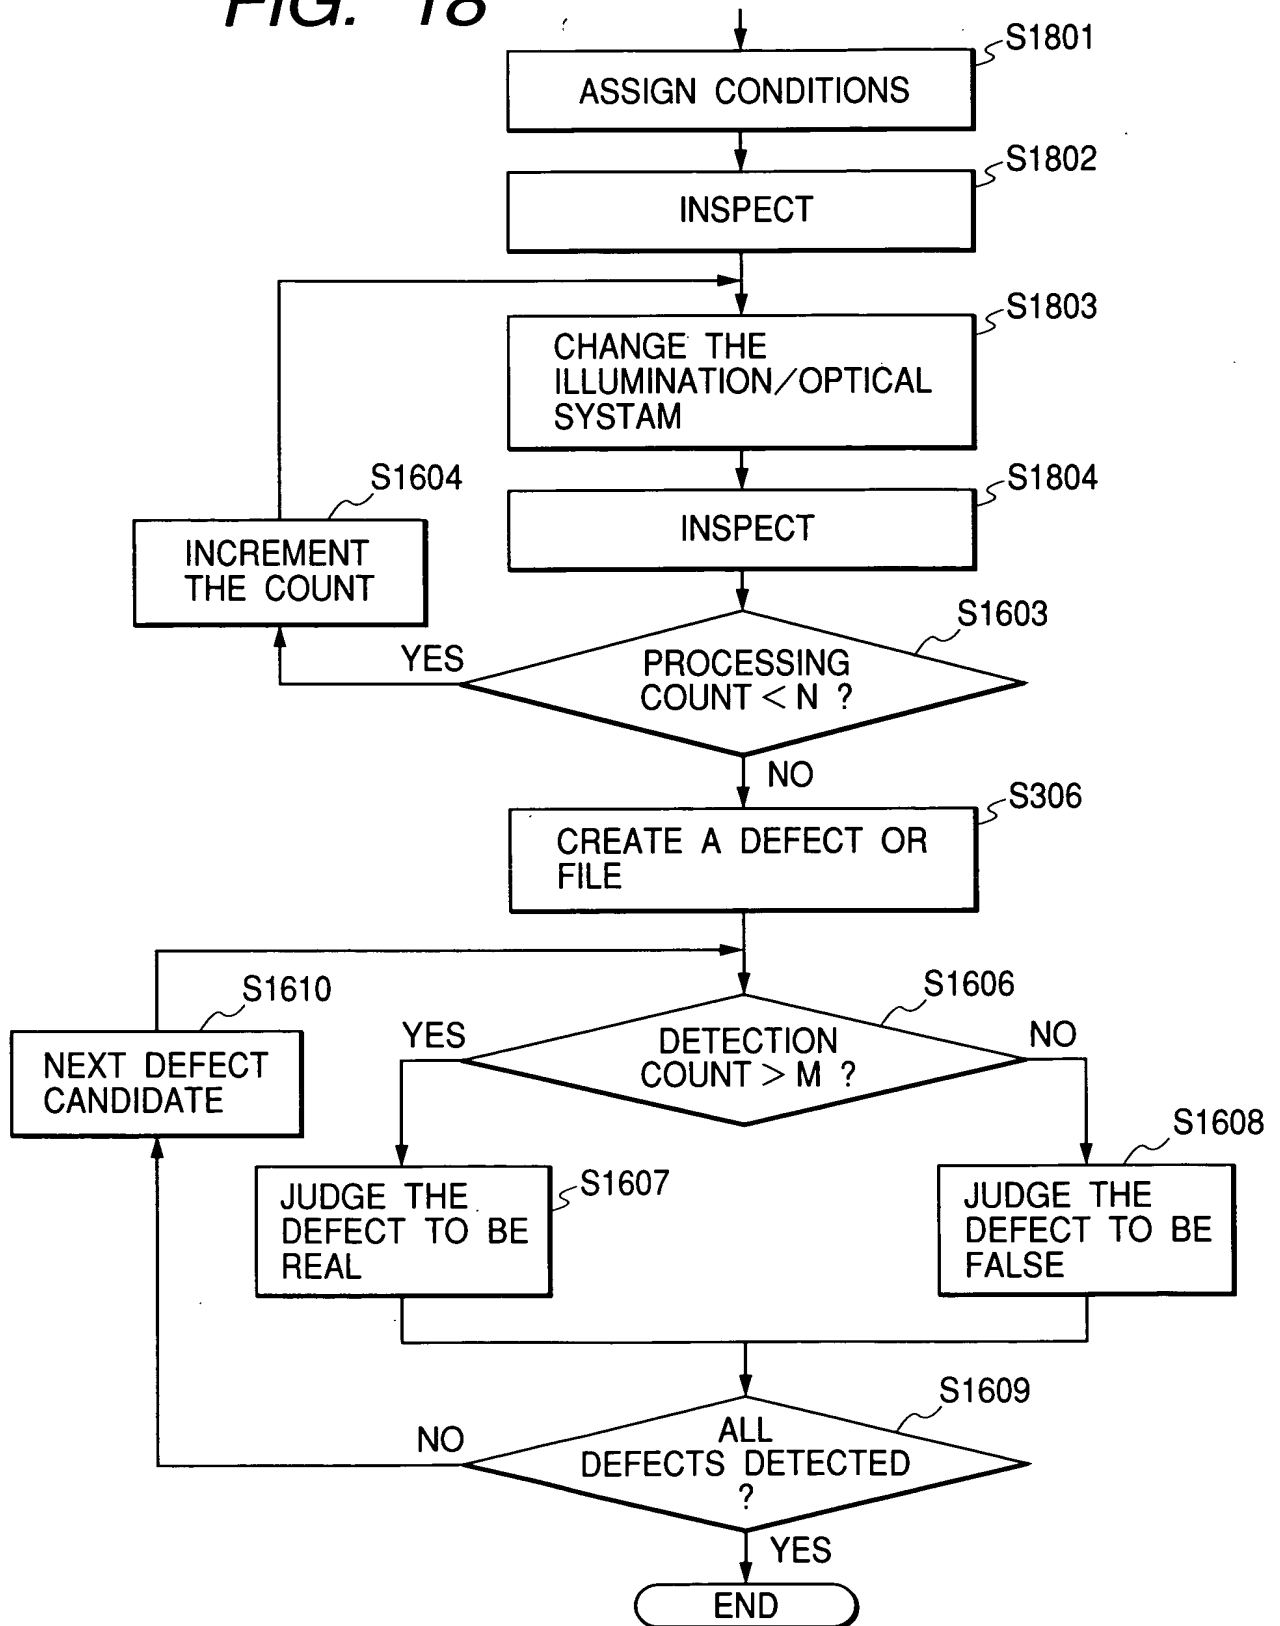 FIG. 18
S1801
ASSIGN CONDITIONS
S1802
INSPECT
S1803
CHANGE THE
ILLUMINATION/OPTICAL
SYSTAM
S1804
INSPECT
S1604
INCREMENT
THE COUNT
S1603
YES
PROCESSING
COUNT < N ?
NO
S306
CREATE A DEFECT OR
FILE
S1610
NEXT DEFECT
CANDIDATE
S1606
YES
DETECTION
COUNT > M ?
NO
S1607
JUDGE THE
DEFECT TO BE
REAL
S1608
JUDGE THE
DEFECT TO BE
FALSE
S1609
NO
ALL
DEFECTS DETECTED
?
YES
END